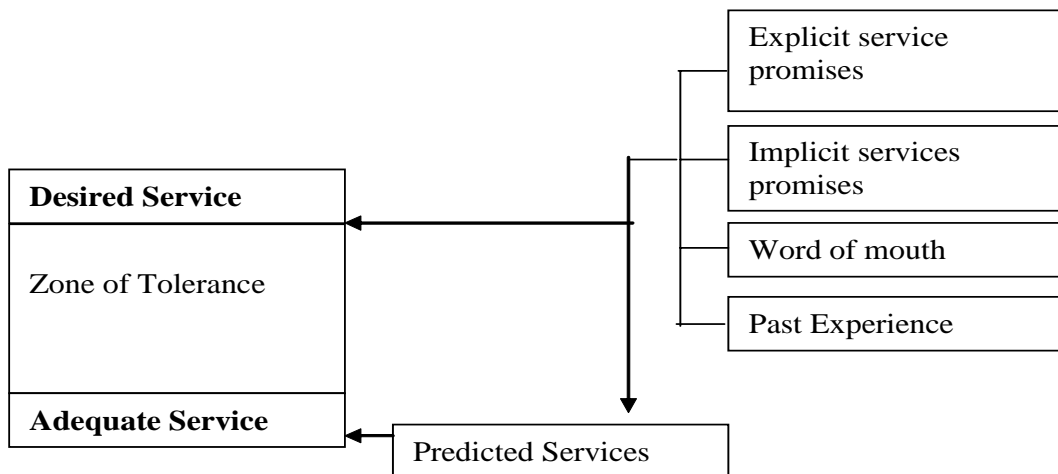 Explicit service
promises
Implicit services
promises
Desired Service
Word of mouth
Zone of Tolerance
Past Experience
Adequate Service
Predicted Services